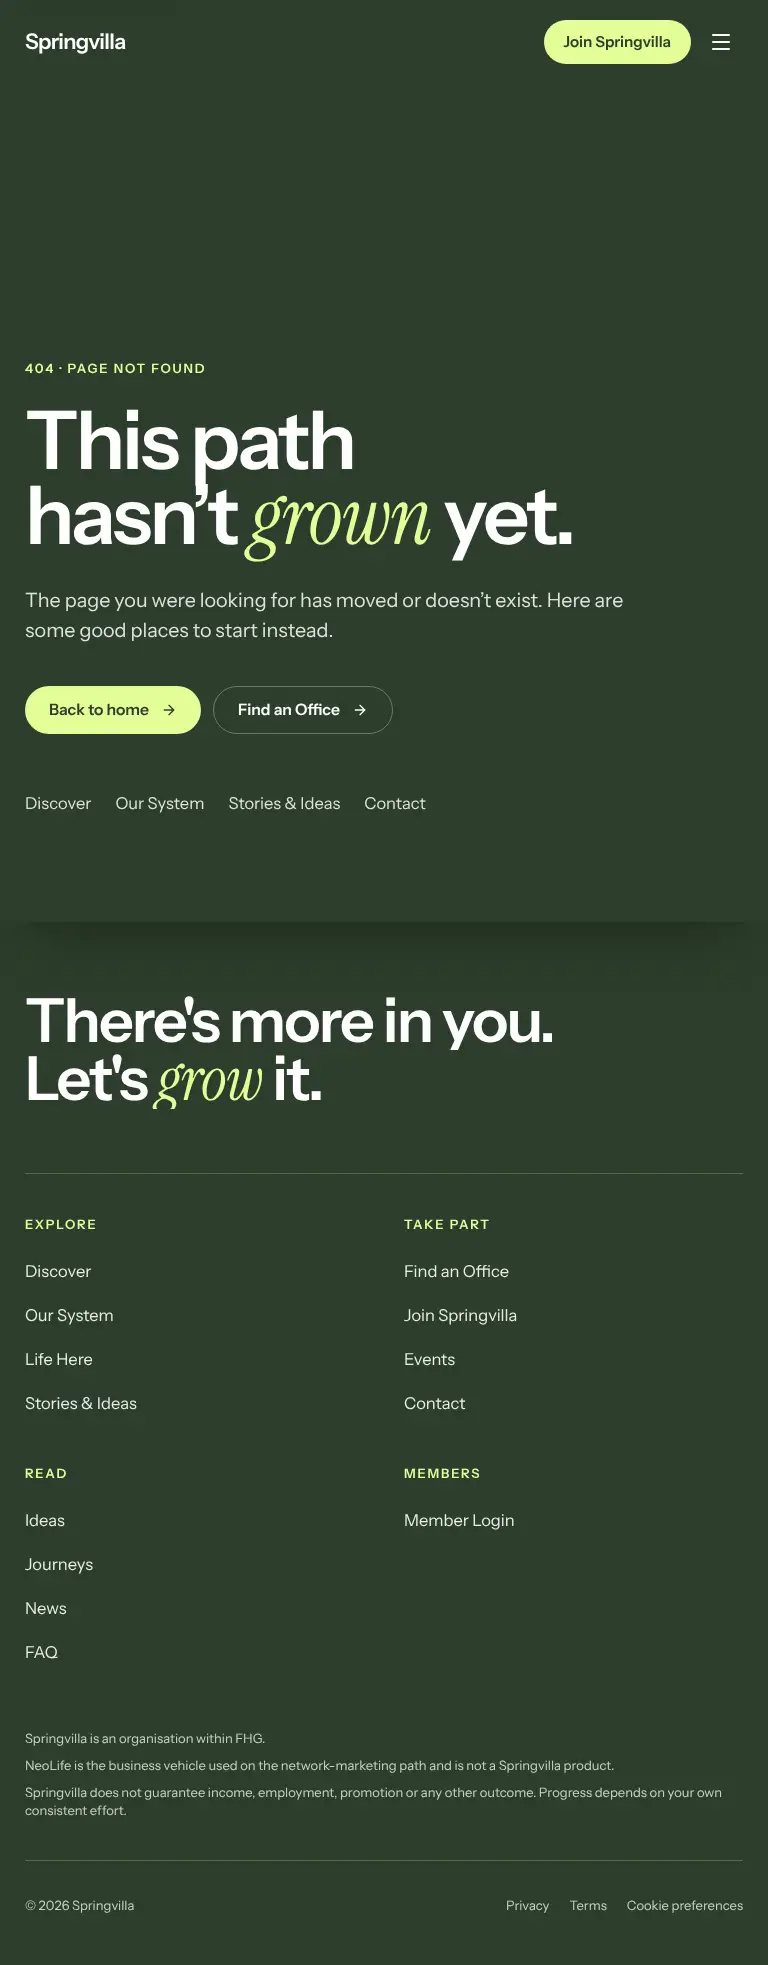 Springvilla
Join Springvilla
404 · PAGE NOT FOUND
This path
hasn’t grown yet.
The page you were looking for has moved or doesn’t exist. Here are
some good places to start instead.
Back to home →
Find an Office →
Discover Our System Stories & Ideas Contact
There's more in you.
Let's grow it.
EXPLORE
Discover
Our System
Life Here
Stories & Ideas
TAKE PART
Find an Office
Join Springvilla
Events
Contact
READ
Ideas
Journeys
News
FAQ
MEMBERS
Member Login
Springvilla is an organisation within FHG.
NeoLife is the business vehicle used on the network-marketing path and is not a Springvilla product.
Springvilla does not guarantee income, employment, promotion or any other outcome. Progress depends on your own
consistent effort.
© 2026 Springvilla
Privacy Terms Cookie preferences